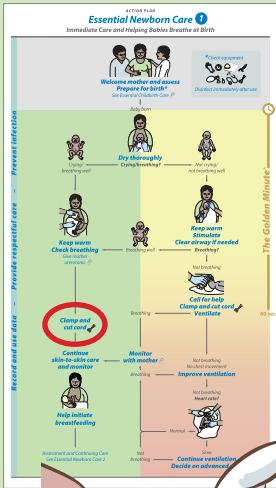 ACTION PLAN
Essential Newborn Care 1
Immediate Care and Helping Babies Breathe at Birth
Welcome mother and assess
Prepare for birth*
See Essential Childbirth Care
*Check equipment
Disinfect immediately after use
Baby born
Dry thoroughly
Crying/breathing?
Crying/
breathing well
Not crying/
not breathing well
Keep warm
Check breathing
Give mother
uterotonic
Breathing well
Keep warm
Stimulate
Clear airway if needed
Breathing?
Not breathing
Call for help
Clamp and cut cord
Ventilate
60 sec
Breathing
Clamp and
cut cord
Continue
skin-to-skin care
and monitor
Monitor
with mother
Not breathing
No chest movement
Breathing
Improve ventilation
Not breathing
Heart rate?
Help initiate
breastfeeding
Normal
Slow
Assessment and Continuing Care
See Essential Newborn Care 2
Not
breathing
Continue ventilation
Decide on advanced
Prevent infection
Provide respectful care
Record and use data
The Golden Minute